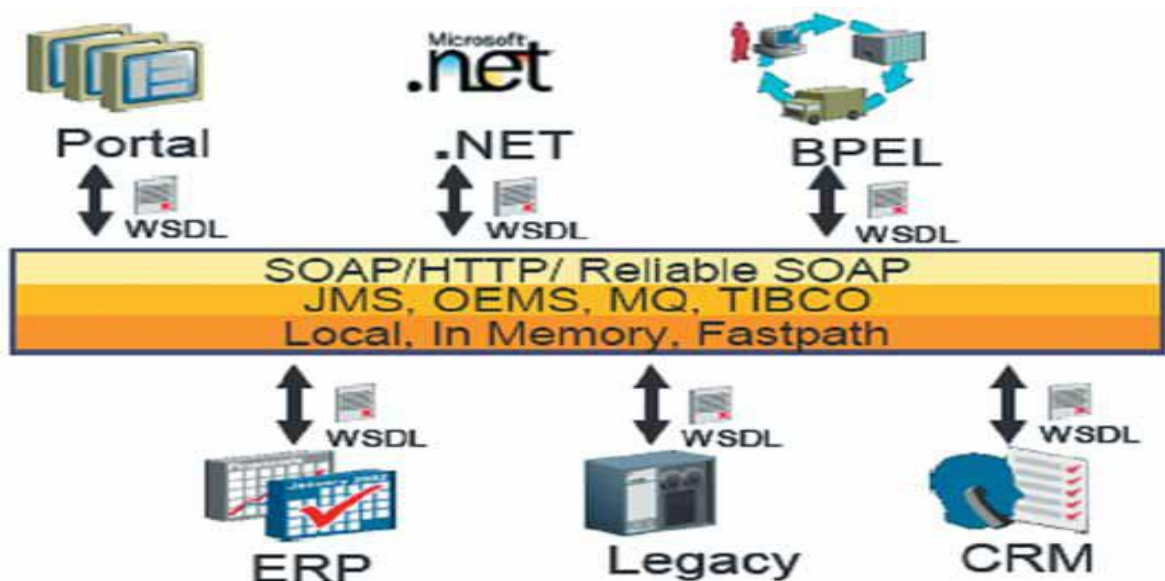 Microsoft
.net
Portal
.NET
BPEL
WSDL
WSDL
WSDL
SOAP/HTTP/ Reliable SOAP
JMS, OEMS, MQ, TIBCO
Local, In Memory, Fastpath
WSDL
WSDL
WSDL
ERP
Legacy
CRM